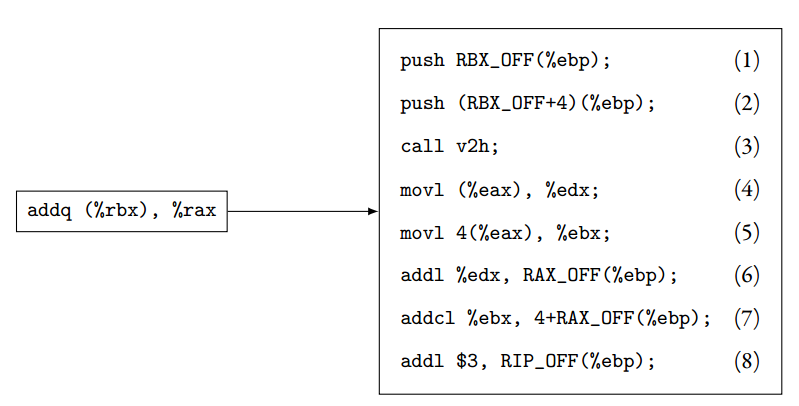 push RBX_OFF(%ebp); (1)
push (RBX_OFF+4)(%ebp); (2)
call v2h; (3)
movl (%eax), %edx; (4)
addq (%rbx), %rax
movl 4(%eax), %ebx; (5)
addl %edx, RAX_OFF(%ebp); (6)
addcl %ebx, 4+RAX_OFF(%ebp); (7)
addl $3, RIP_OFF(%ebp); (8)